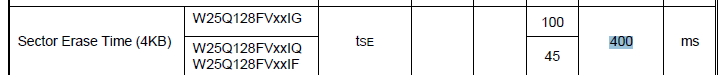 W25Q128FVxxIG
100
Sector Erase Time (4KB)
tSE
400
ms
W25Q128FVxxIQ
W25Q128FVxxIF
45